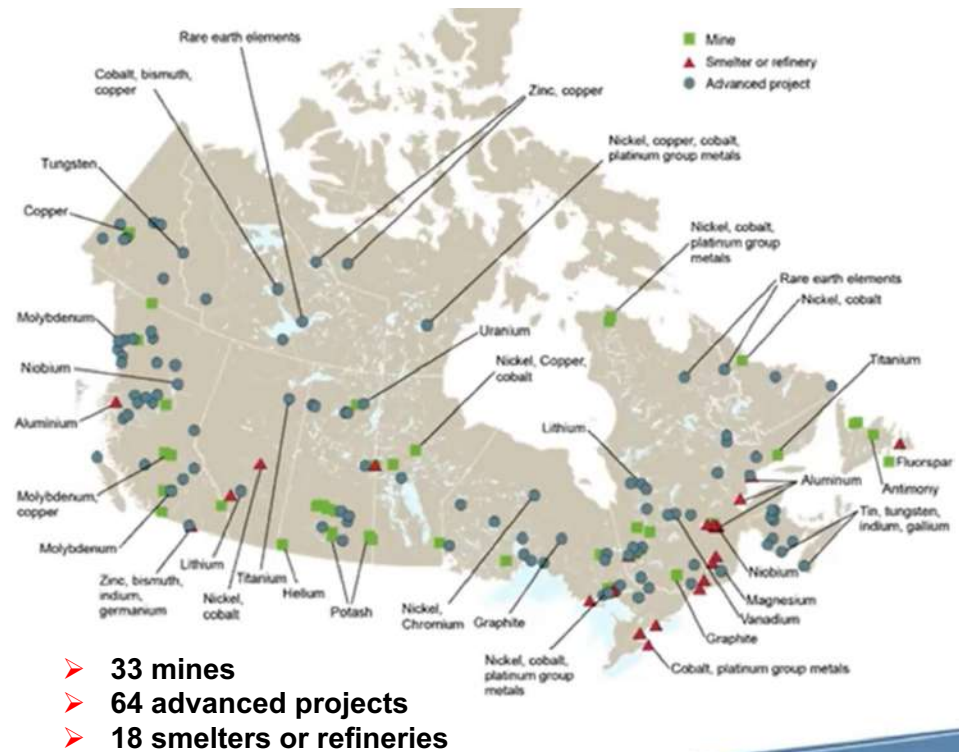 Rare earth elements
Mine
Smelter or refinery
Advanced project
Cobalt, bismuth,
copper
Zinc, copper
Nickel, copper, cobalt,
platinum group metals
Tungsten
Copper
Nickel, cobalt,
platinum group
metals
Rare earth elements
Nickel, cobalt
Molybdenum
Uranium
Nickel, Copper,
cobalt
Titanium
Niobium
Aluminium
Lithium
Fluorspar
Aluminum
Antimony
Molybdenum,
copper
Tin, tungsten,
indium, gallium
Molybdenum
Lithium
Niobium
Zinc, bismuth,
indium,
germanium
Titanium
Helium
Nickel,
cobalt
Potash
Nickel,
Chromium
Graphite
Magnesium
Vanadium
Graphite
Nickel, cobalt,
platinum group
metals
Cobalt, platinum group metals
➢ 33 mines
➢ 64 advanced projects
➢ 18 smelters or refineries